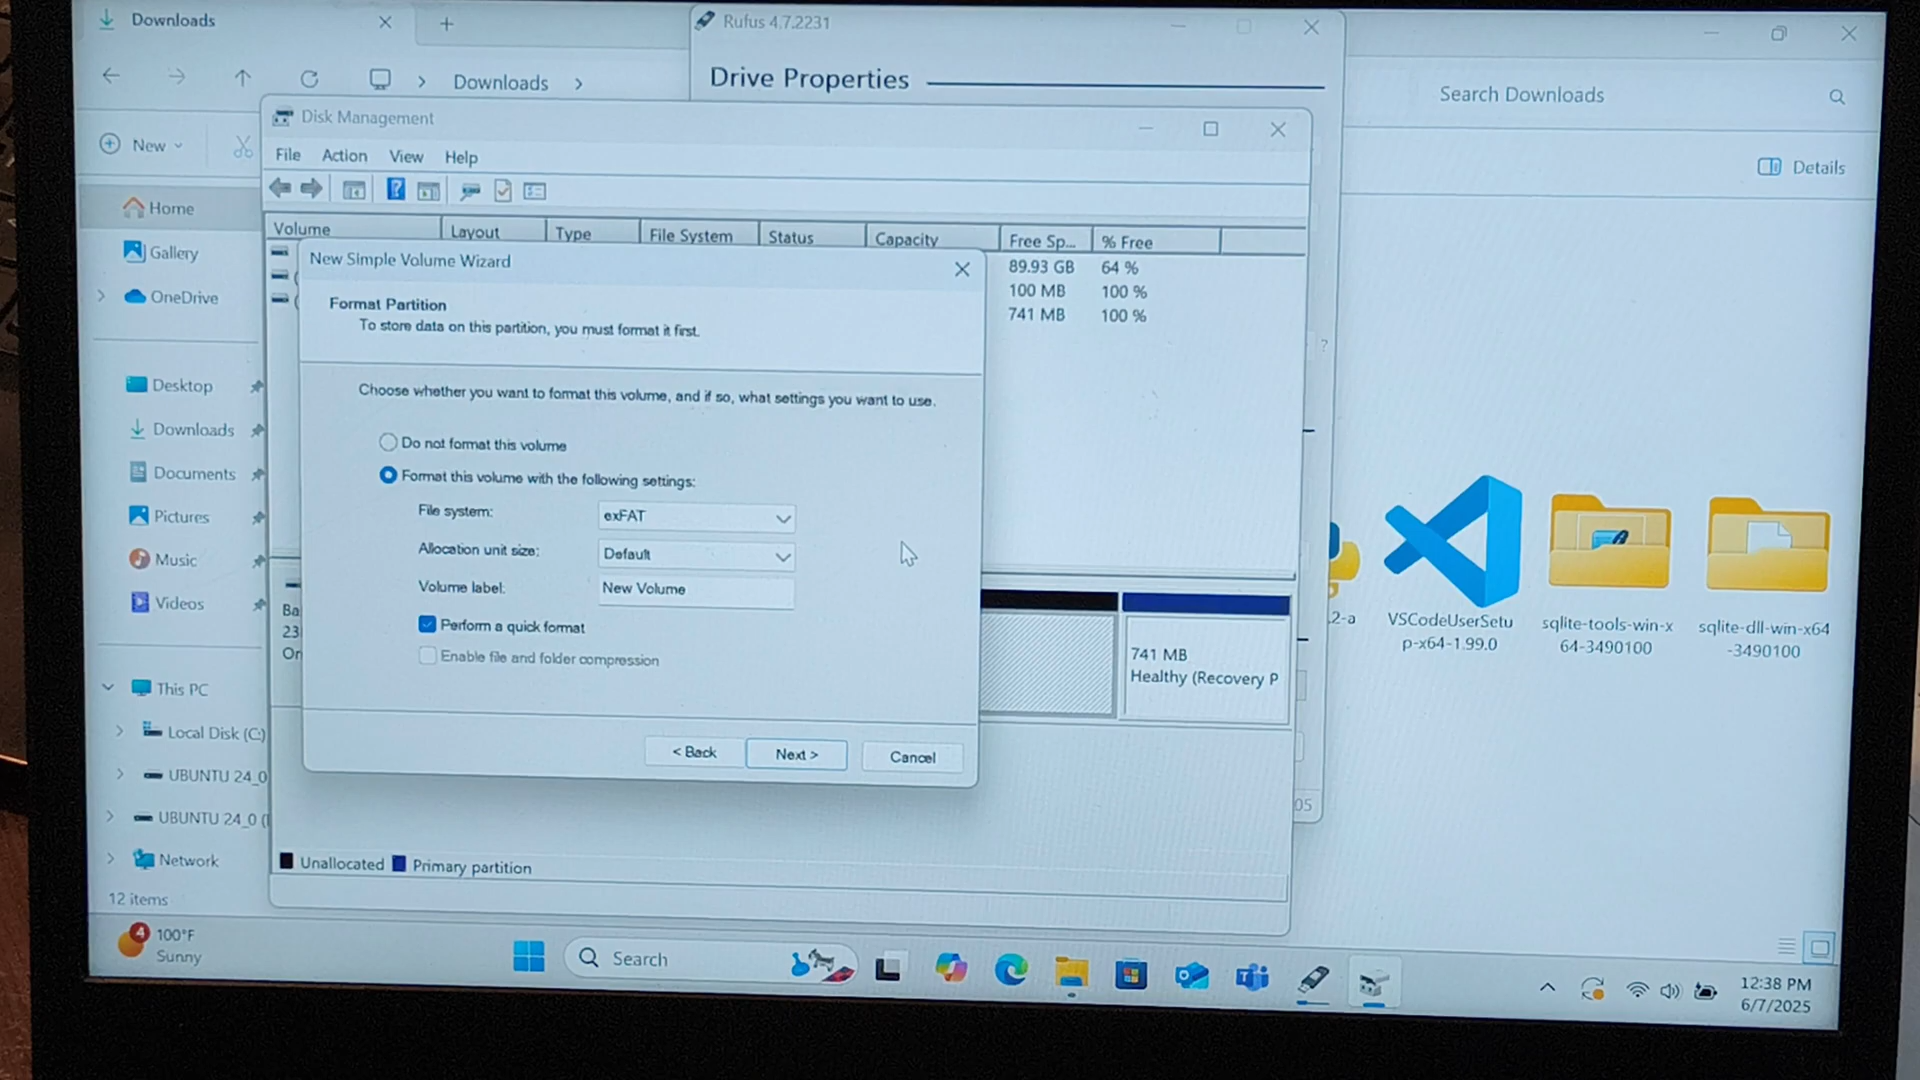 Downloads
Rufus 4.7.2231
Downloads
Drive Properties
Search Downloads
New
Details
Disk Management
File Action View Help
Volume Layout Type File System Status Capacity Free Sp... % Free
89.93 GB 64 %
100 MB 100 %
741 MB 100 %
Home
Gallery
OneDrive
Desktop
Downloads
Documents
Pictures
Music
Videos
This PC
Local Disk (C:)
UBUNTU 24_0
UBUNTU 24_0 (
Network
12 items
New Simple Volume Wizard
Format Partition
To store data on this partition, you must format it first.
Choose whether you want to format this volume, and if so, what settings you want to use.
Do not format this volume
Format this volume with the following settings:
File system: exFAT
Allocation unit size: Default
Volume label: New Volume
Perform a quick format
Enable file and folder compression
< Back Next > Cancel
Ba
23
On
741 MB
Healthy (Recovery P
?
05
Unallocated Primary partition
.2-a
VSCodeUserSetu
p-x64-1.99.0
sqlite-tools-win-x
64-3490100
sqlite-dll-win-x64
-3490100
4
100°F
Sunny
Search
12:38 PM
6/7/2025